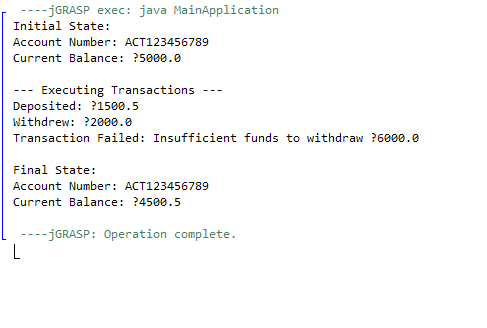 ----jGRASP exec: java MainApplication
Initial State:
Account Number: ACT123456789
Current Balance: ?5000.0
--- Executing Transactions ---
Deposited: ?1500.5
Withdrew: ?2000.0
Transaction Failed: Insufficient funds to withdraw ?6000.0
Final State:
Account Number: ACT123456789
Current Balance: ?4500.5
----jGRASP: Operation complete.